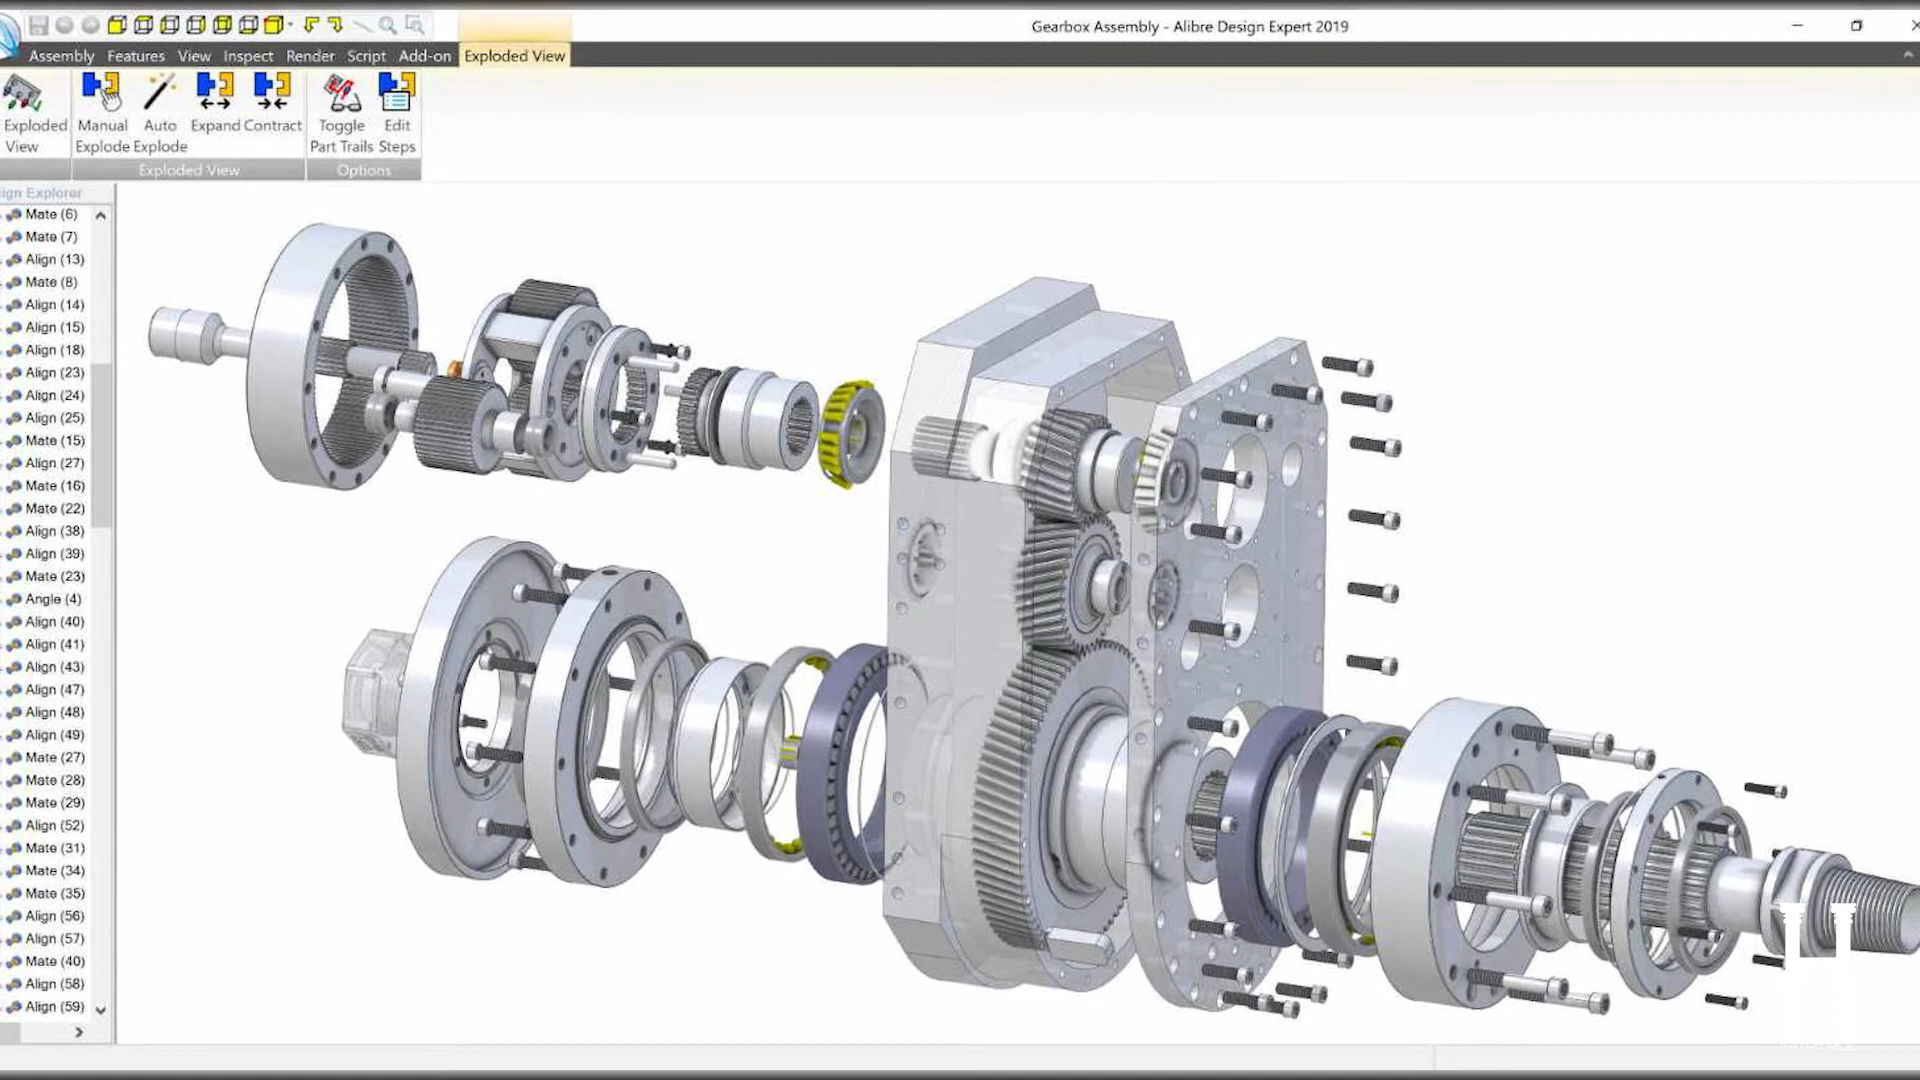 Gearbox Assembly - Alibre Design Expert 2019
Assembly Features View Inspect Render Script Add-on Exploded View
Exploded View
Manual Explode
Auto Explode
Expand
Contract
Toggle Part Trails
Edit Steps
Exploded View
Options
ign Explorer
Mate (6)
Mate (7)
Align (13)
Mate (8)
Align (14)
Align (15)
Align (18)
Align (23)
Align (24)
Align (25)
Mate (15)
Align (27)
Mate (16)
Mate (22)
Align (38)
Align (39)
Mate (23)
Angle (4)
Align (40)
Align (41)
Align (43)
Align (47)
Align (48)
Align (49)
Mate (27)
Mate (28)
Mate (29)
Align (52)
Mate (31)
Mate (34)
Mate (35)
Align (56)
Align (57)
Mate (40)
Align (58)
Align (59)